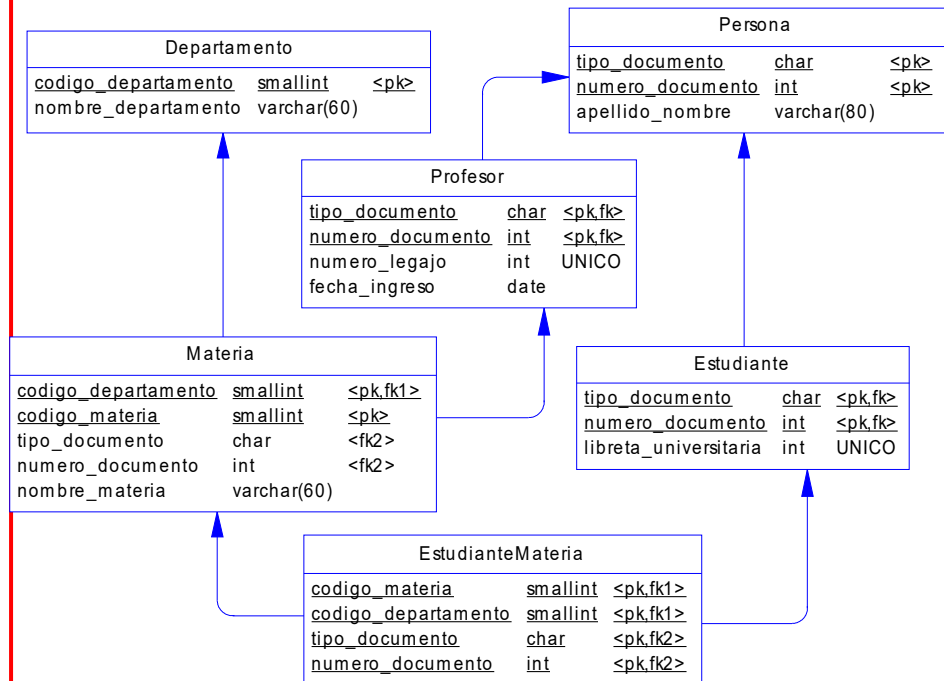 Departamento
codigo_departamento smallint <pk>
nombre_departamento varchar(60)
Persona
tipo_documento char <pk>
numero_documento int <pk>
apellido_nombre varchar(80)
Profesor
tipo_documento char <pk,fk>
numero_documento int <pk,fk>
numero_legajo int UNICO
fecha_ingreso date
Materia
codigo_departamento smallint <pk,fk1>
codigo_materia smallint <pk>
tipo_documento char <fk2>
numero_documento int <fk2>
nombre_materia varchar(60)
Estudiante
tipo_documento char <pk,fk>
numero_documento int <pk,fk>
libreta_universitaria int UNICO
EstudianteMateria
codigo_materia smallint <pk,fk1>
codigo_departamento smallint <pk,fk1>
tipo_documento char <pk,fk2>
numero_documento int <pk,fk2>